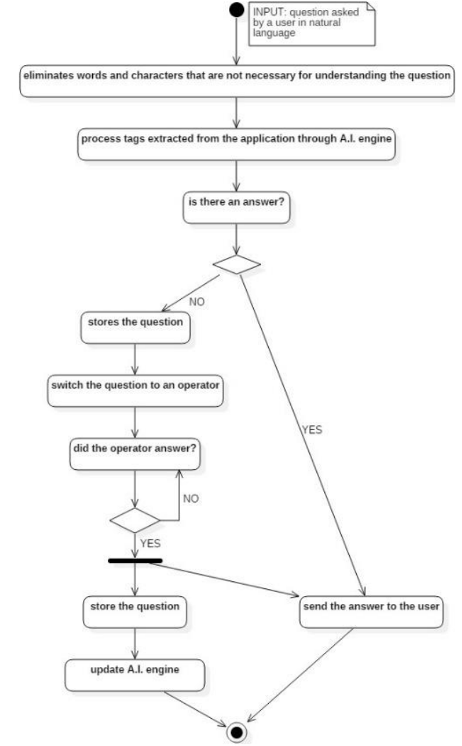 INPUT: question asked
by a user in natural
language
eliminates words and characters that are not necessary for understanding the question
process tags extracted from the application through A.I. engine
is there an answer?
NO
stores the question
switch the question to an operator
YES
did the operator answer?
NO
YES
store the question
send the answer to the user
update A.I. engine